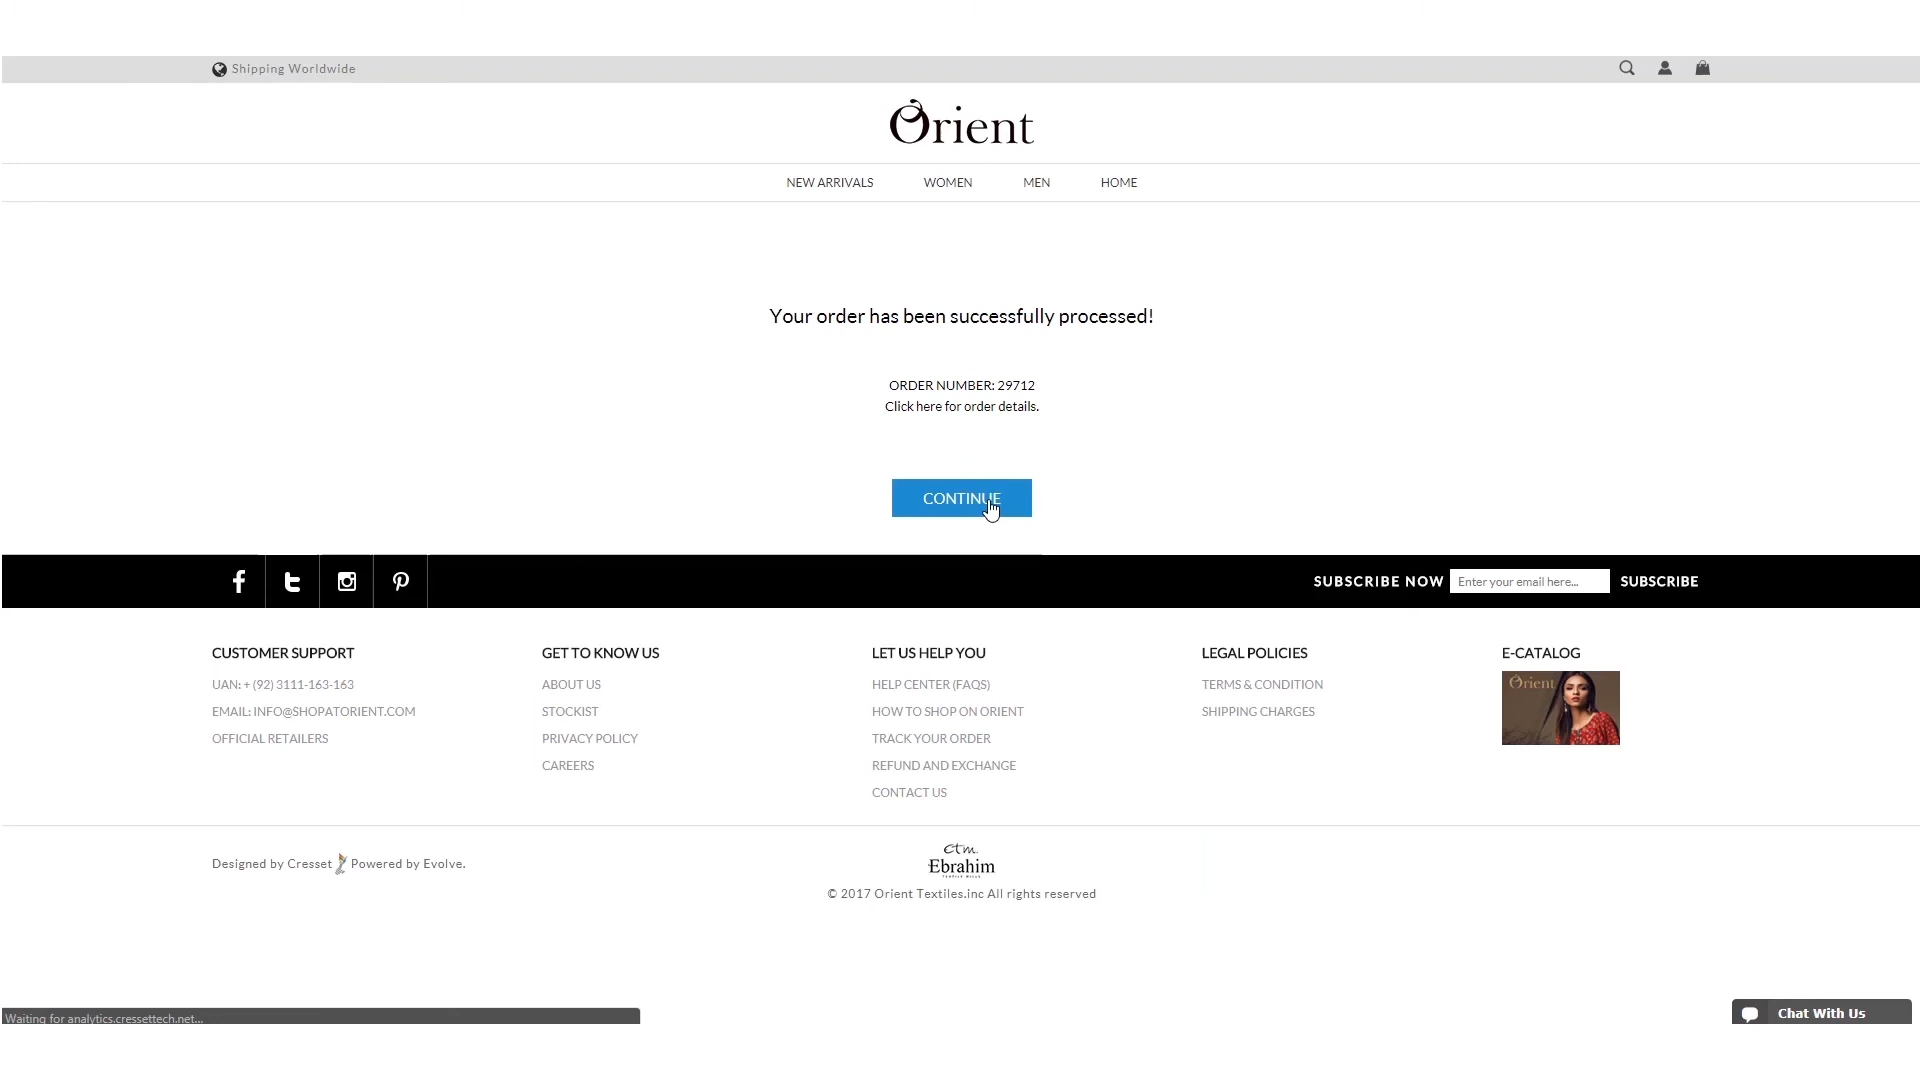 Shipping Worldwide
Orient
NEW ARRIVALS WOMEN MEN HOME
Your order has been successfully processed!
ORDER NUMBER: 29712
Click here for order details.
CONTINUE
SUBSCRIBE NOW Enter your email here... SUBSCRIBE
CUSTOMER SUPPORT
UAN: + (92) 3111-163-163
EMAIL: INFO@SHOPATORIENT.COM
OFFICIAL RETAILERS
GET TO KNOW US
ABOUT US
STOCKIST
PRIVACY POLICY
CAREERS
LET US HELP YOU
HELP CENTER (FAQS)
HOW TO SHOP ON ORIENT
TRACK YOUR ORDER
REFUND AND EXCHANGE
CONTACT US
LEGAL POLICIES
TERMS & CONDITION
SHIPPING CHARGES
E-CATALOG
Orient
Designed by Cresset Powered by Evolve.
ctm.
Ebrahim
TEXTILE MILLS
© 2017 Orient Textiles.inc All rights reserved
Waiting for analytics.cressettech.net...
Chat With Us